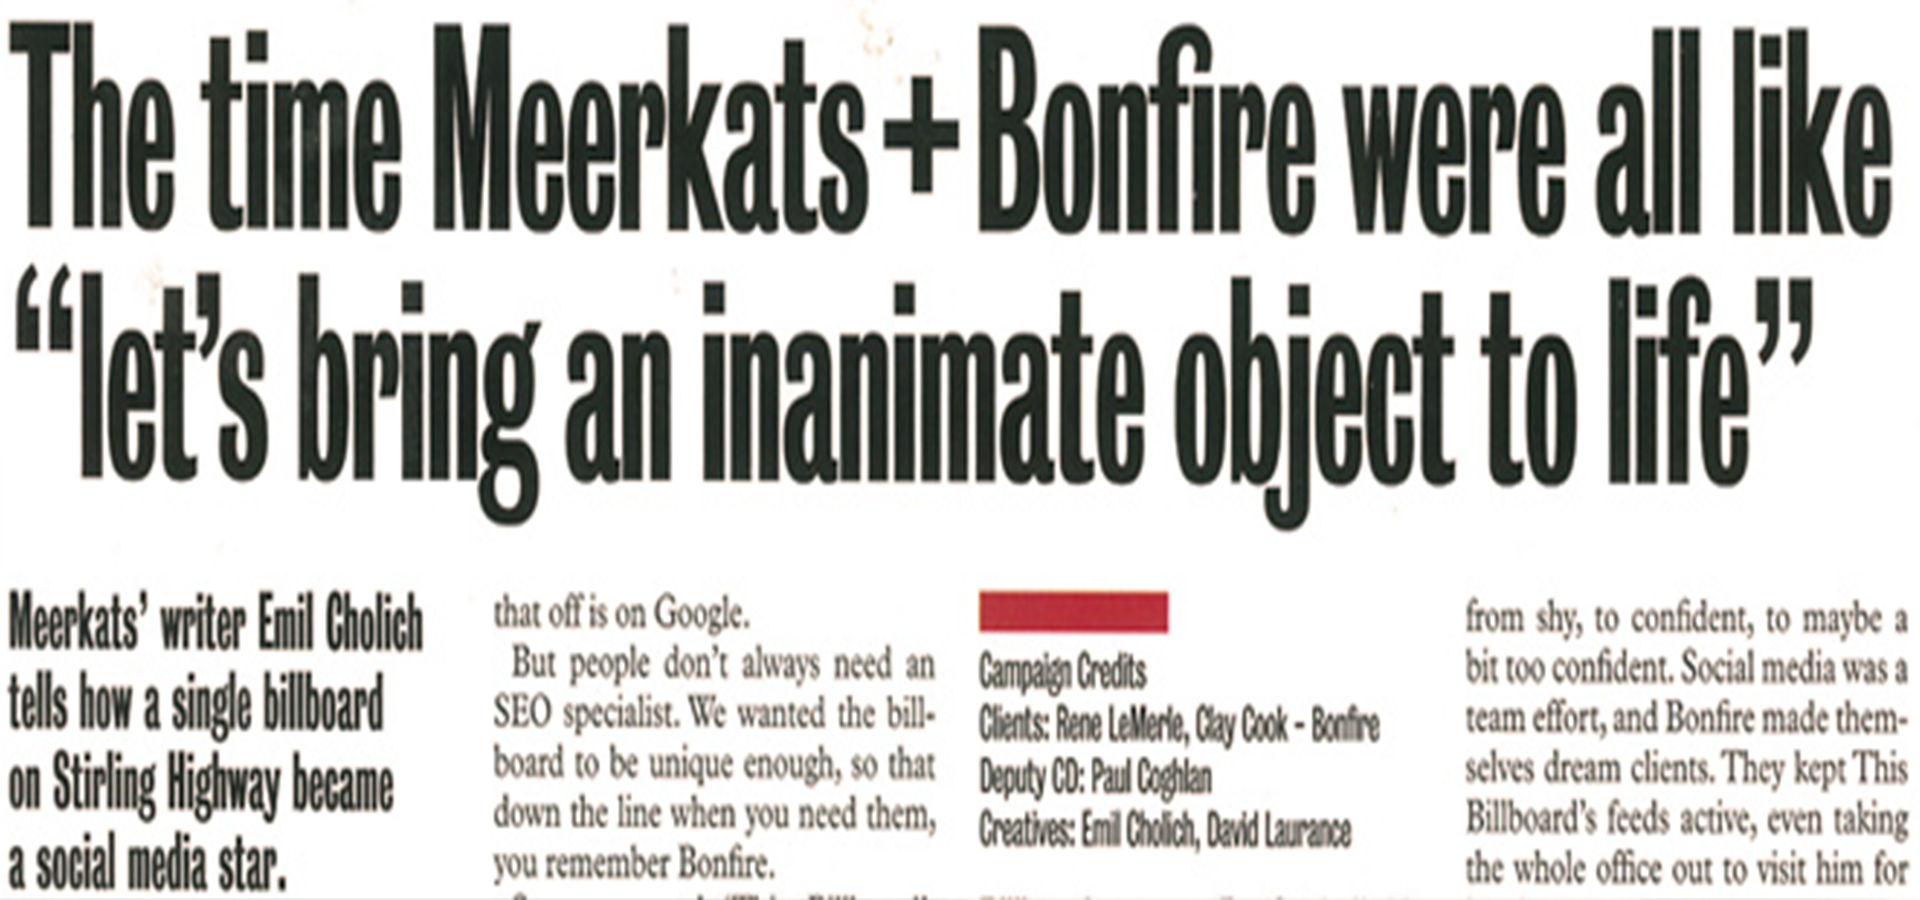 The time Meerkats + Bonfire were all like
“let’s bring an inanimate object to life”
Meerkats’ writer Emil Cholich
tells how a single billboard
on Stirling Highway became
a social media star.
that off is on Google.
But people don’t always need an
SEO specialist. We wanted the bill-
board to be unique enough, so that
down the line when you need them,
you remember Bonfire.
Campaign Credits
Clients: Rene LeMerle, Clay Cook – Bonfire
Deputy CD: Paul Coghlan
Creatives: Emil Cholich, David Laurance
from shy, to confident, to maybe a
bit too confident. Social media was a
team effort, and Bonfire made them-
selves dream clients. They kept This
Billboard’s feeds active, even taking
the whole office out to visit him for